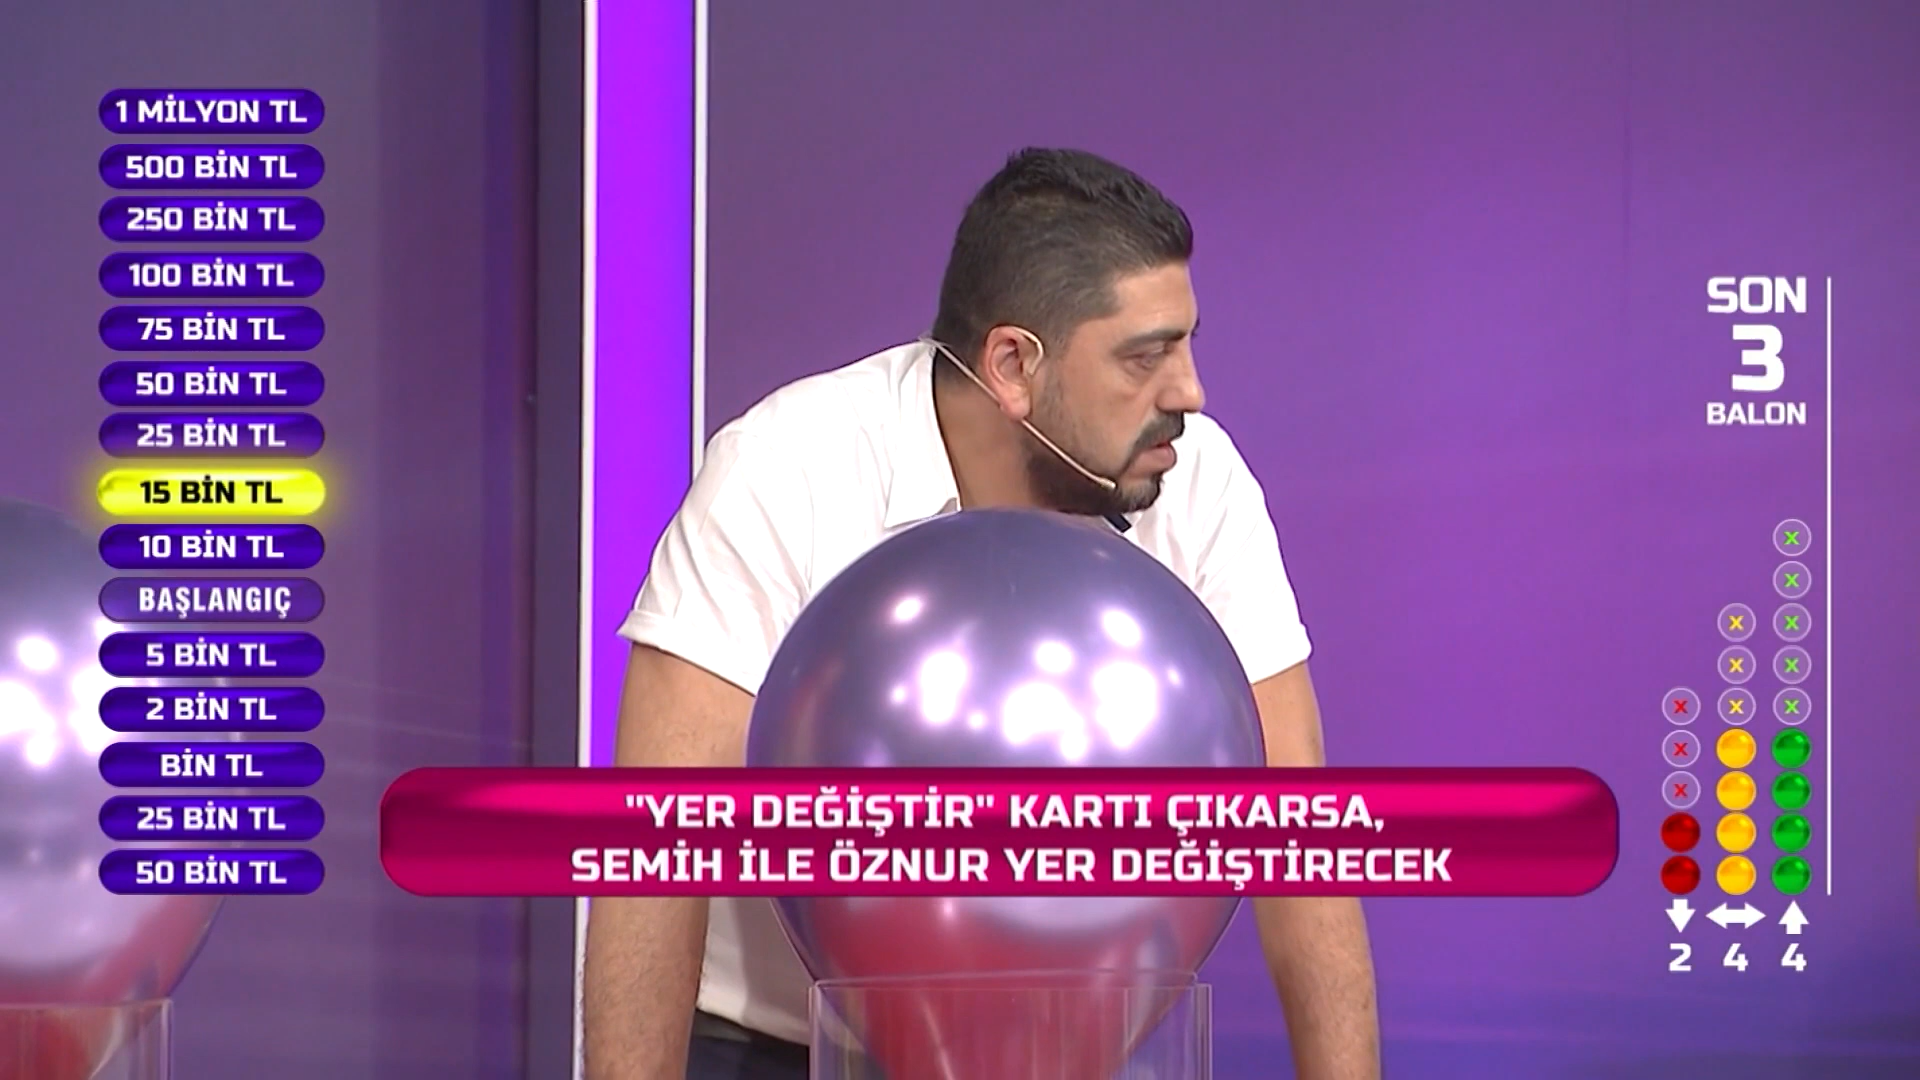 1 MİLYON TL
500 BİN TL
250 BİN TL
100 BİN TL
75 BİN TL
50 BİN TL
25 BİN TL
15 BİN TL
10 BİN TL
BAŞLANGIÇ
5 BİN TL
2 BİN TL
BİN TL
25 BİN TL
50 BİN TL
"YER DEĞİŞTİR" KARTI ÇIKARSA,
SEMİH İLE ÖZNUR YER DEĞİŞTİRECEK
SON
3
BALON
2 4 4